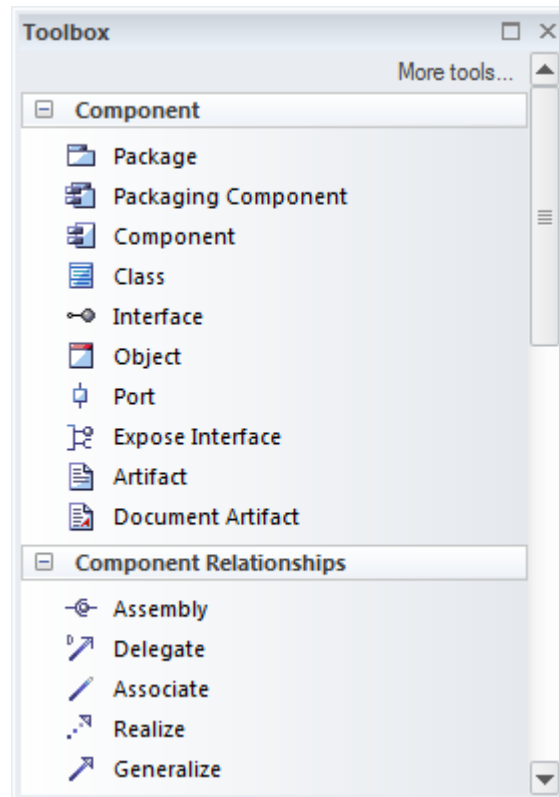 Toolbox
More tools...
Component
Package
Packaging Component
Component
Class
Interface
Object
Port
Expose Interface
Artifact
Document Artifact
Component Relationships
Assembly
Delegate
Associate
Realize
Generalize